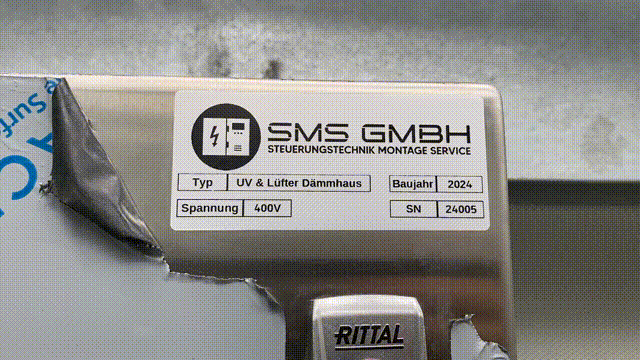 SMS GMBH
STEUERUNGSTECHNIK MONTAGE SERVICE
Typ UV & Lüfter Dämmhaus Baujahr 2024
Spannung 400V SN 24005
RITTAL